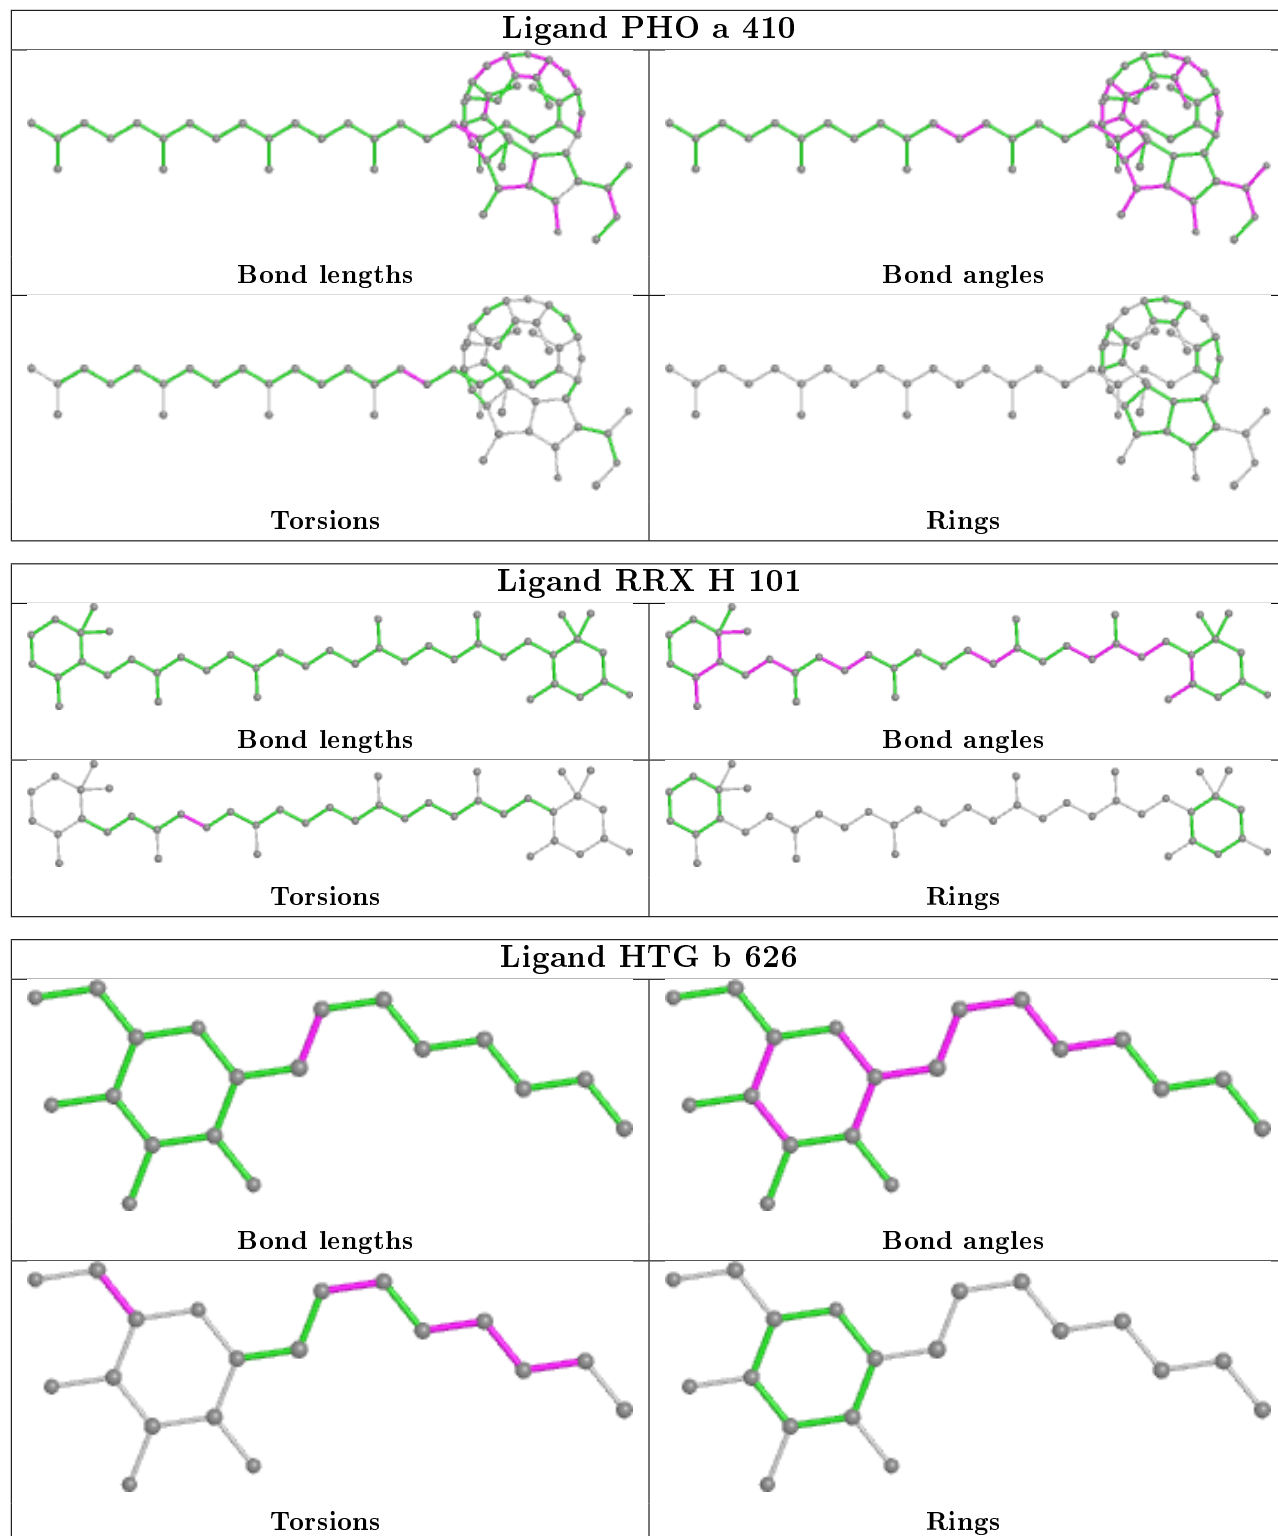 Ligand PHO a 410
Bond lengths
Bond angles
Torsions
Rings
Ligand RRX H 101
Bond lengths
Bond angles
Torsions
Rings
Ligand HTG b 626
Bond lengths
Bond angles
Torsions
Rings